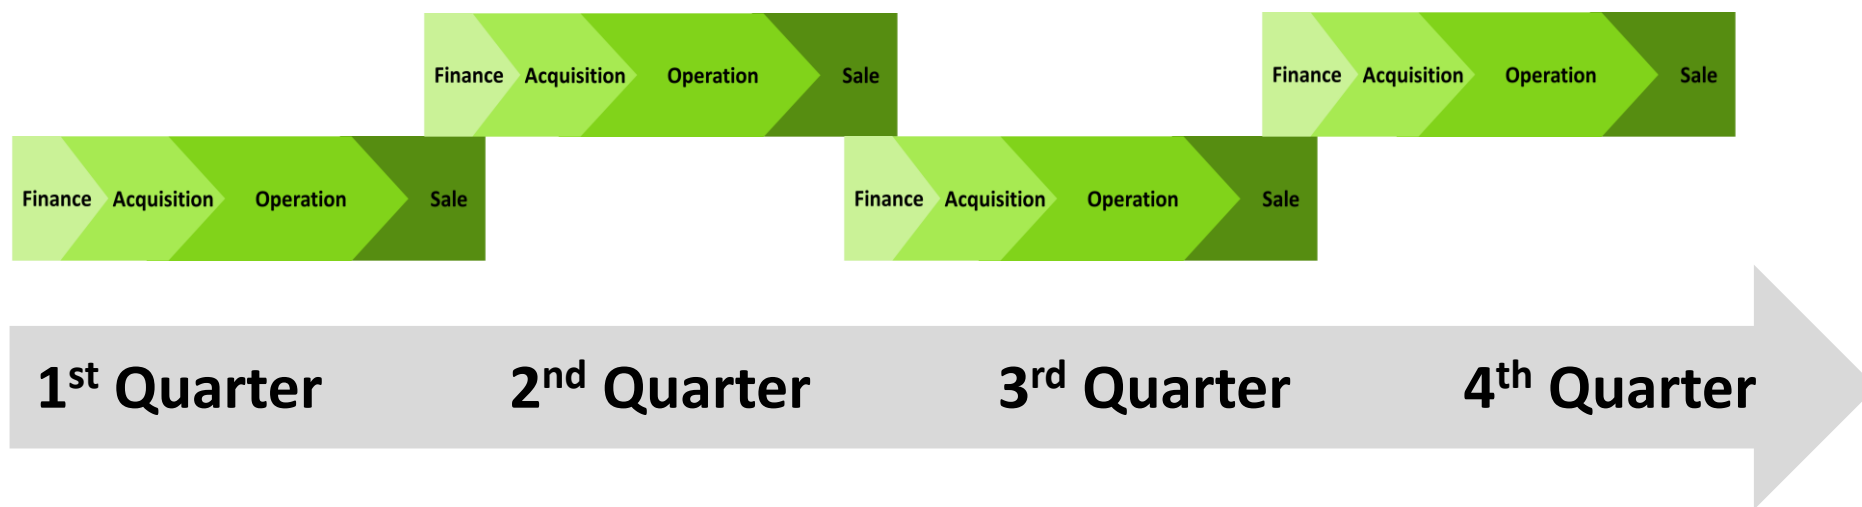 Finance Acquisition Operation Sale
Finance Acquisition Operation Sale
Finance Acquisition Operation Sale
Finance Acquisition Operation Sale
1st Quarter 2nd Quarter 3rd Quarter 4th Quarter